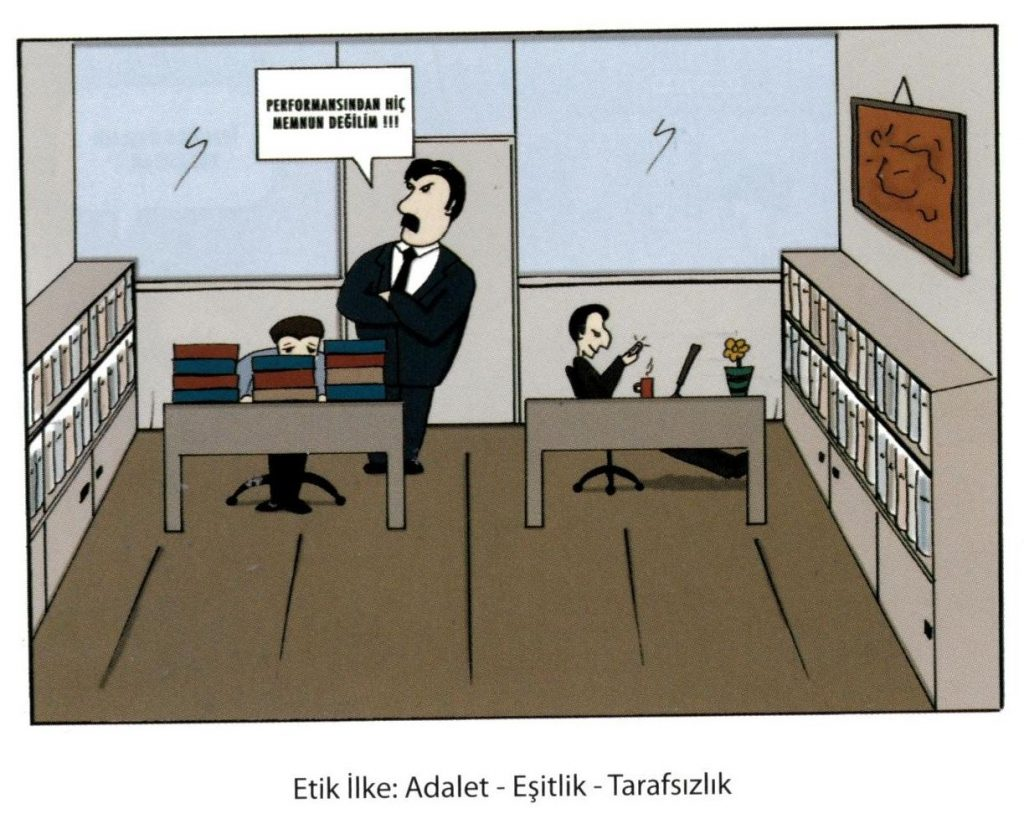 PERFORMANSINDAN HİÇ
MEMNUN DEĞİLİM !!!
Etik İlke: Adalet - Eşitlik - Tarafsızlık